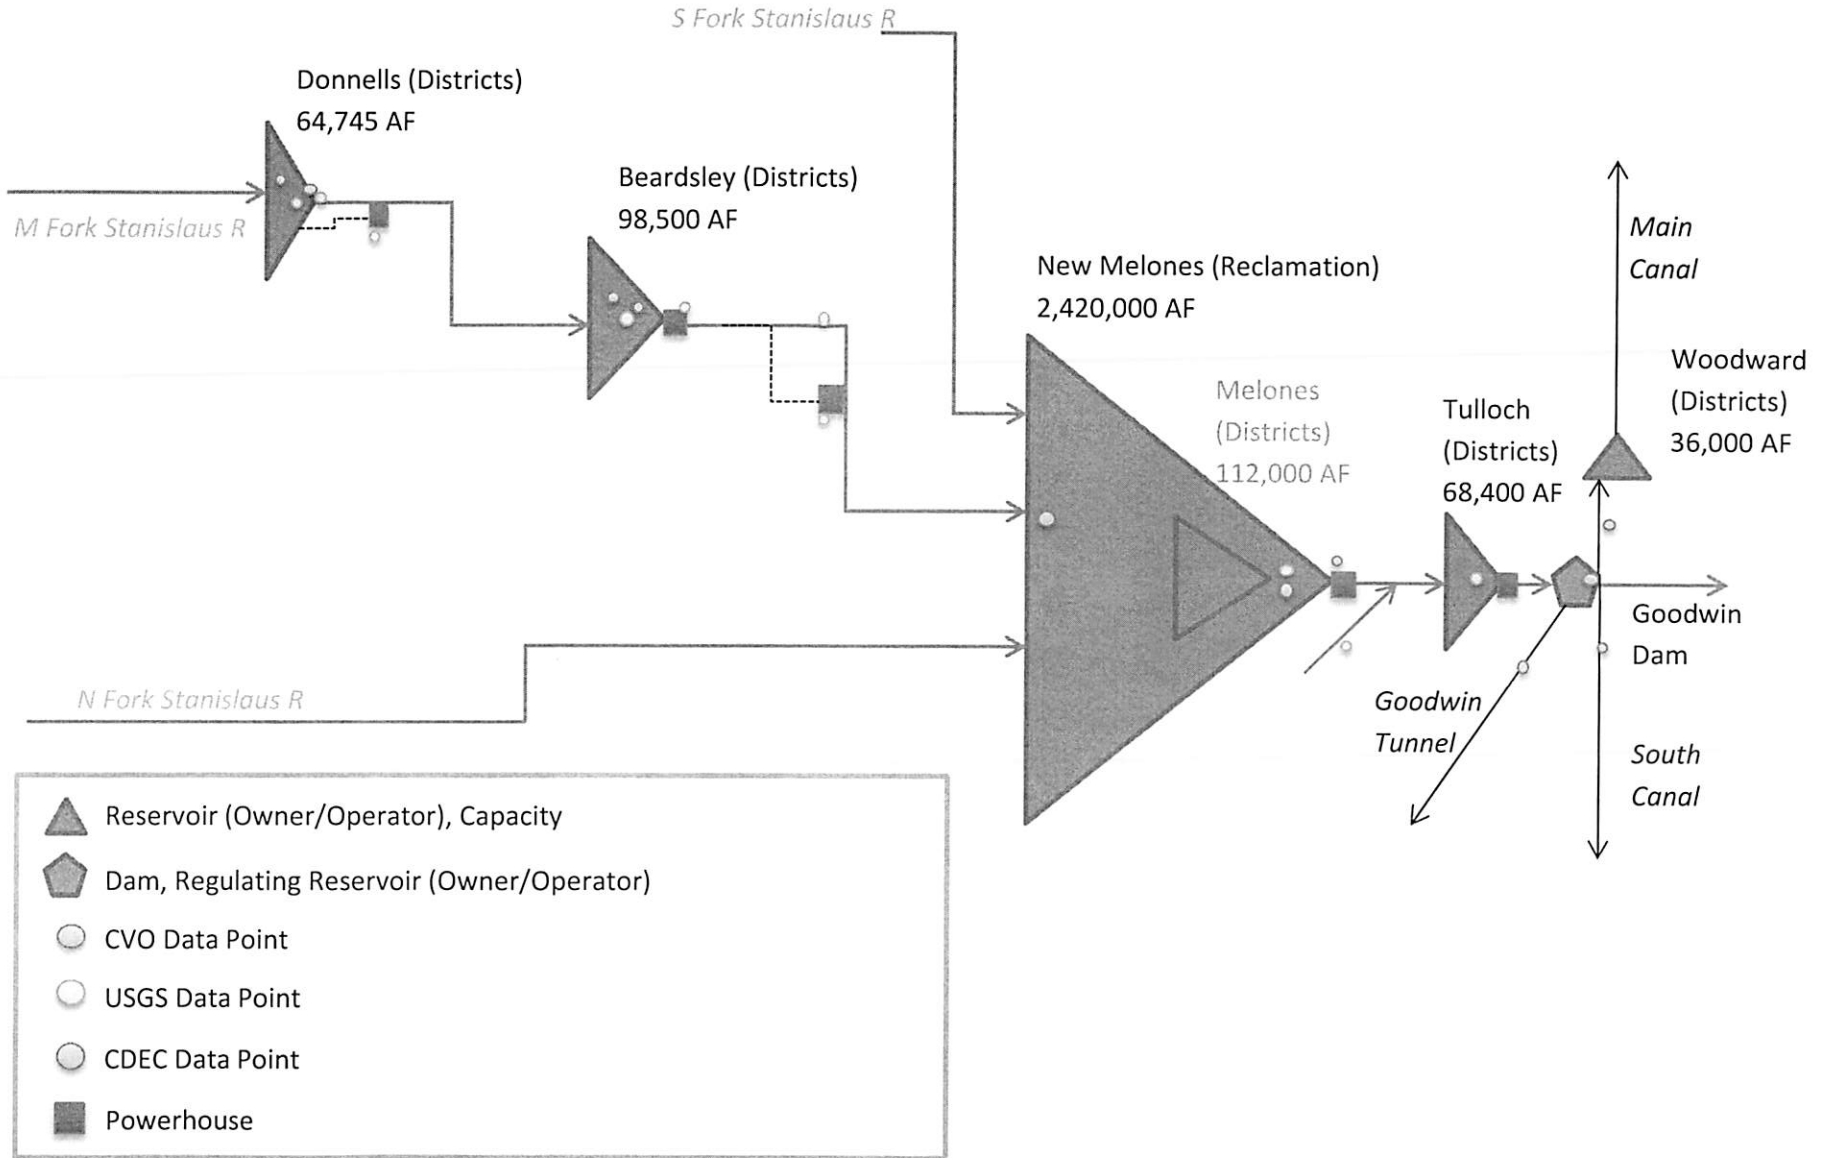 S Fork Stanislaus R
Donnells (Districts)
64,745 AF
M Fork Stanislaus R
Beardsley (Districts)
98,500 AF
New Melones (Reclamation)
2,420,000 AF
Melones
(Districts)
112,000 AF
Tulloch
(Districts)
68,400 AF
Main
Canal
Woodward
(Districts)
36,000 AF
Goodwin
Dam
Goodwin
Tunnel
South
Canal
N Fork Stanislaus R
Reservoir (Owner/Operator), Capacity
Dam, Regulating Reservoir (Owner/Operator)
CVO Data Point
USGS Data Point
CDEC Data Point
Powerhouse